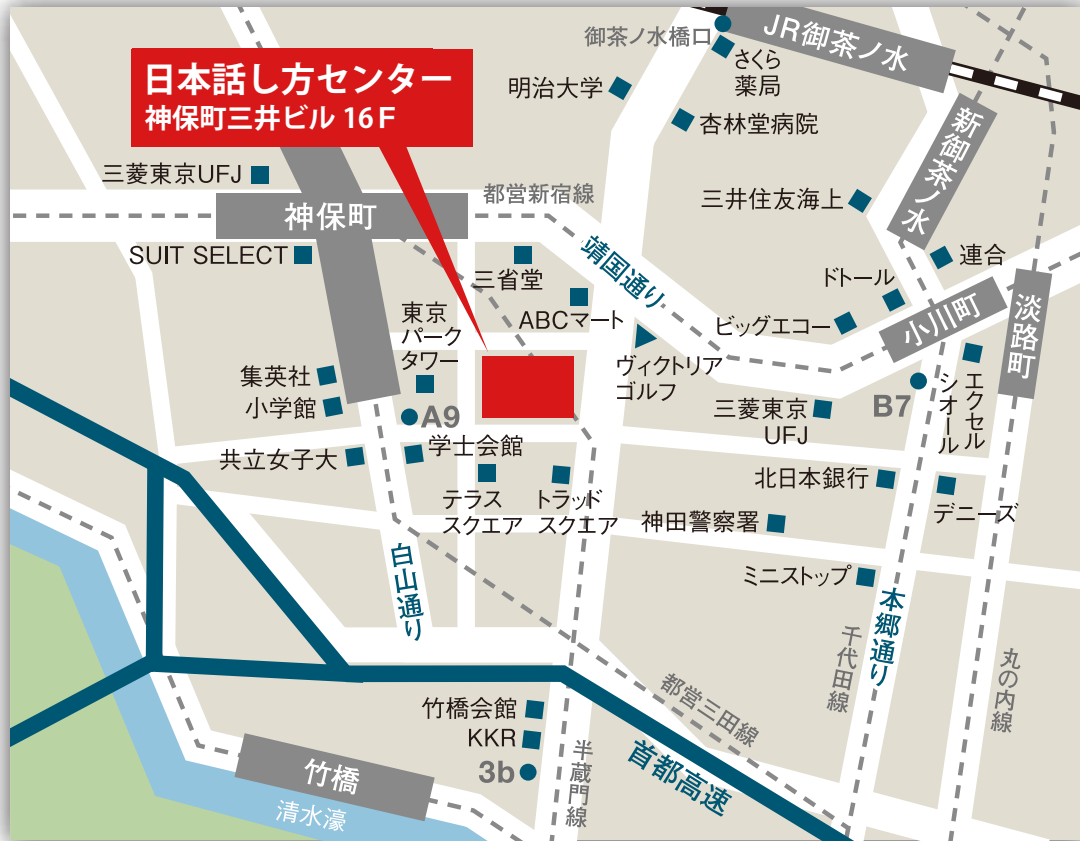 御茶ノ水橋口
JR御茶ノ水
さくら
薬局
日本話し方センター
神保町三井ビル 16F
明治大学
杏林堂病院
新御茶ノ水
三菱東京UFJ
都営新宿線
三井住友海上
神保町
靖国通り
連合
SUIT SELECT
三省堂
ドトール
淡路町
東京
パーク
タワー
ABCマート
ビッグエコー
小川町
ヴィクトリア
ゴルフ
集英社
小学館
A9
三菱東京
UFJ
B7
エクセル
シオール
共立女子大
学士会館
北日本銀行
テラス
スクエア
トラッド
スクエア
神田警察署
デニーズ
白山通り
ミニストップ
本郷通り
千代田線
丸の内線
都営三田線
竹橋会館
KKR
3b
半蔵門線
首都高速
竹橋
清水濠